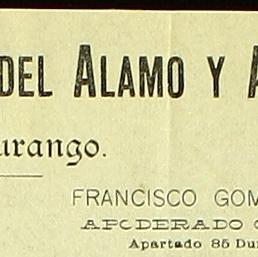 DEL ALAMO Y A
urango.
FRANCISCO GOM
APODERADO G
Apartado 85 Du